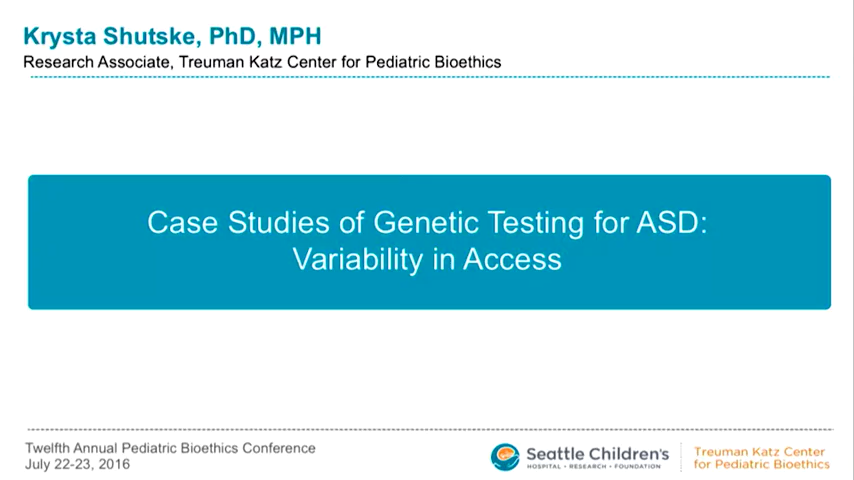 Krysta Shutske, PhD, MPH
Research Associate, Treuman Katz Center for Pediatric Bioethics
Case Studies of Genetic Testing for ASD:
Variability in Access
Twelfth Annual Pediatric Bioethics Conference
July 22-23, 2016
Seattle Children's
HOSPITAL • RESEARCH • FOUNDATION
Treuman Katz Center
for Pediatric Bioethics